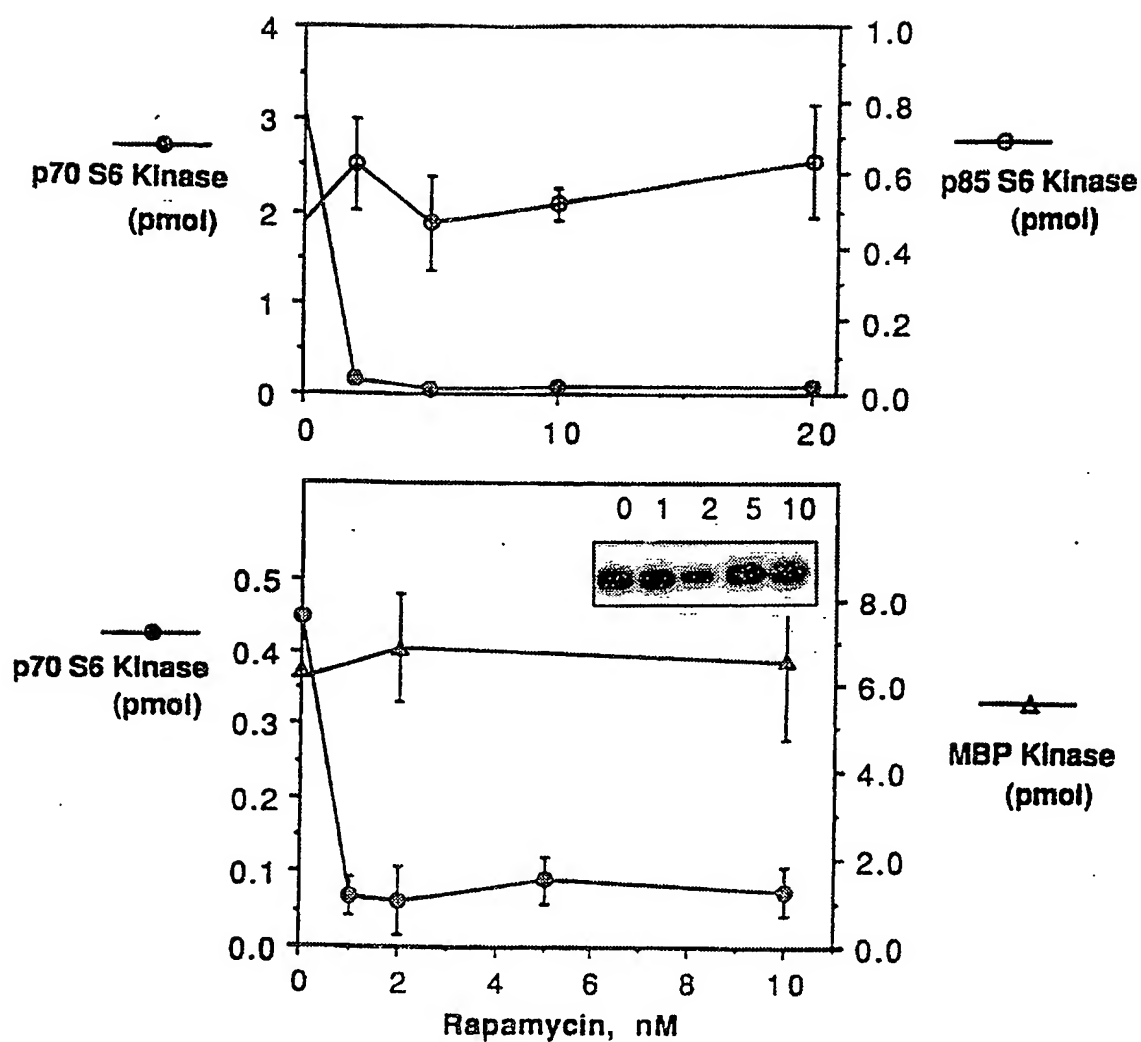 4
3
2
1
0
p70 S6 Kinase
(pmol)
1.0
0.8
0.6
0.4
0.2
0.0
p85 S6 Kinase
(pmol)
0 10 20
0 1 2 5 10
0.5
0.4
0.3
0.2
0.1
0.0
p70 S6 Kinase
(pmol)
8.0
6.0
4.0
2.0
0.0
MBP Kinase
(pmol)
0 2 4 6 8 10
Rapamycin, nM